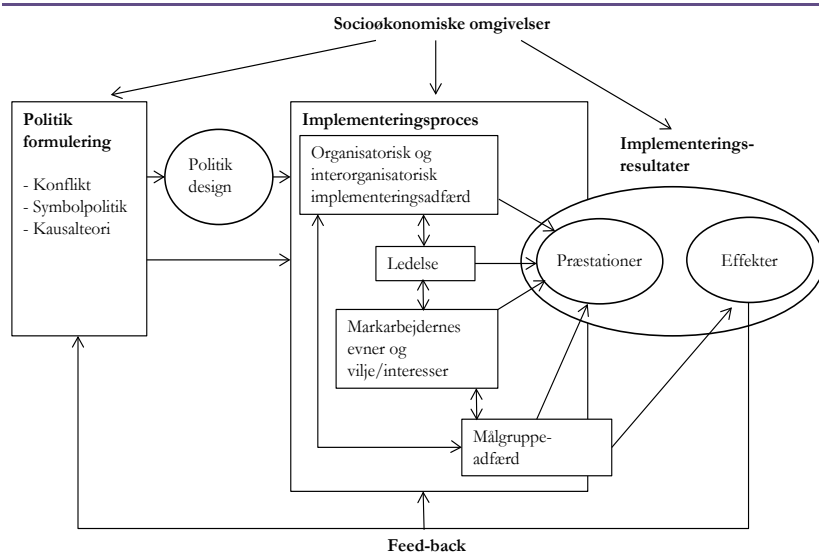 Socioøkonomiske omgivelser
Politik
formulering
- Konflikt
- Symbolpolitik
- Kausalteori
Politik
design
Implementeringsproces
Organisatorisk og
interorganisatorisk
implementeringsadfærd
Ledelse
Markarbejdernes
evner og
vilje/interesser
Målgruppe-
adfærd
Implementerings-
resultater
Præstationer
Effekter
Feed-back